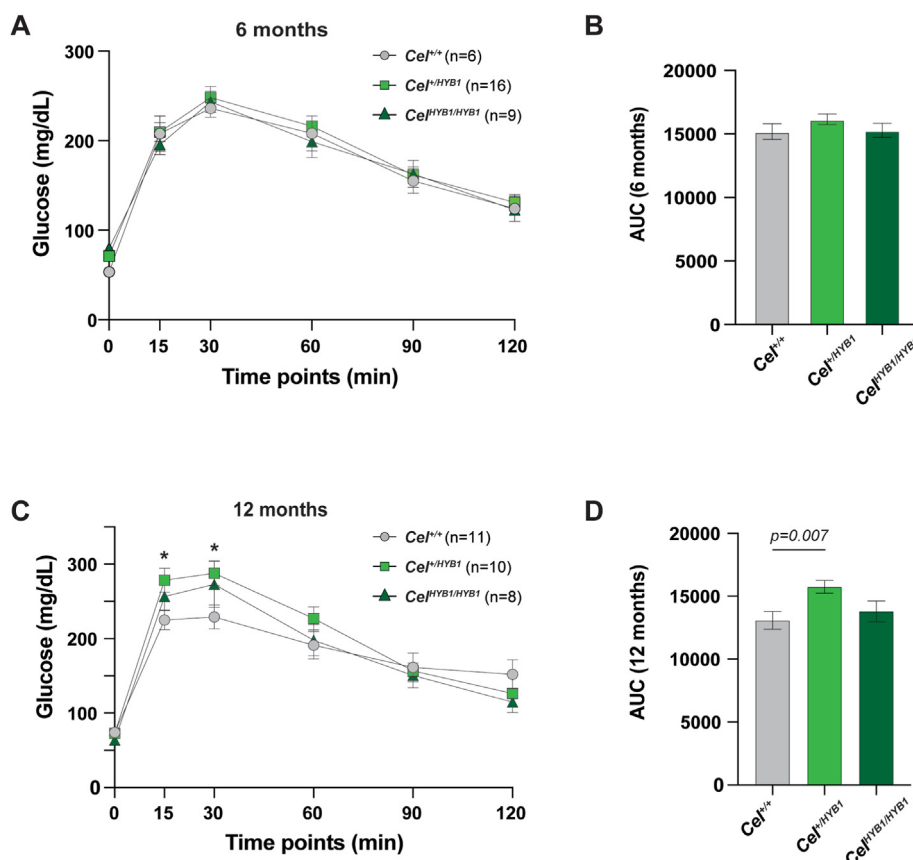 A
6 months
Glucose (mg/dL)
300
200
100
0
0 15 30 60 90 120
Time points (min)
Cel+/+ (n=6)
Cel+/HYB1 (n=16)
CelHYB1/HYB1 (n=9)
B
AUC (6 months)
20000
15000
10000
5000
0
Cel+/+
Cel+/HYB1
CelHYB1/HYB
C
12 months
Glucose (mg/dL)
300
200
100
0
0 15 30 60 90 120
Time points (min)
* *
Cel+/+ (n=11)
Cel+/HYB1 (n=10)
CelHYB1/HYB1 (n=8)
D
AUC (12 months)
20000
15000
10000
5000
0
p=0.007
Cel+/+
Cel+/HYB1
CelHYB1/HYB1